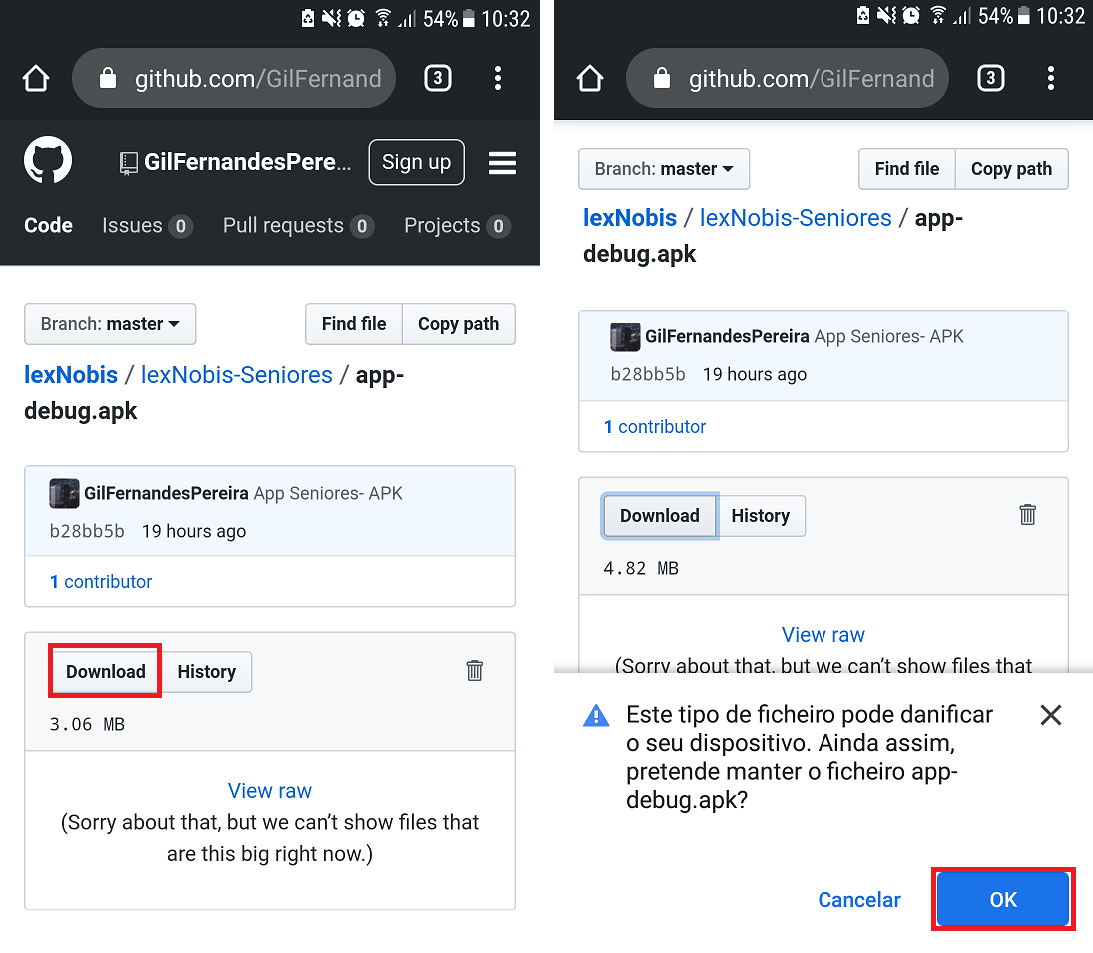 54% 10:32
github.com/GilFernand 3
GilFernandesPere... Sign up
Code Issues 0 Pull requests 0 Projects 0
Branch: master Find file Copy path
lexNobis / lexNobis-Seniores / app-
debug.apk
GilFernandesPereira App Seniores- APK
b28bb5b 19 hours ago
1 contributor
Download History
3.06 MB
View raw
(Sorry about that, but we can't show files that
are this big right now.)
54% 10:32
github.com/GilFernand 3
Branch: master Find file Copy path
lexNobis / lexNobis-Seniores / app-
debug.apk
GilFernandesPereira App Seniores- APK
b28bb5b 19 hours ago
1 contributor
Download History
4.82 MB
View raw
(Sorry about that, but we can't show files that
Este tipo de ficheiro pode danificar
o seu dispositivo. Ainda assim,
pretende manter o ficheiro app-
debug.apk?
Cancelar OK